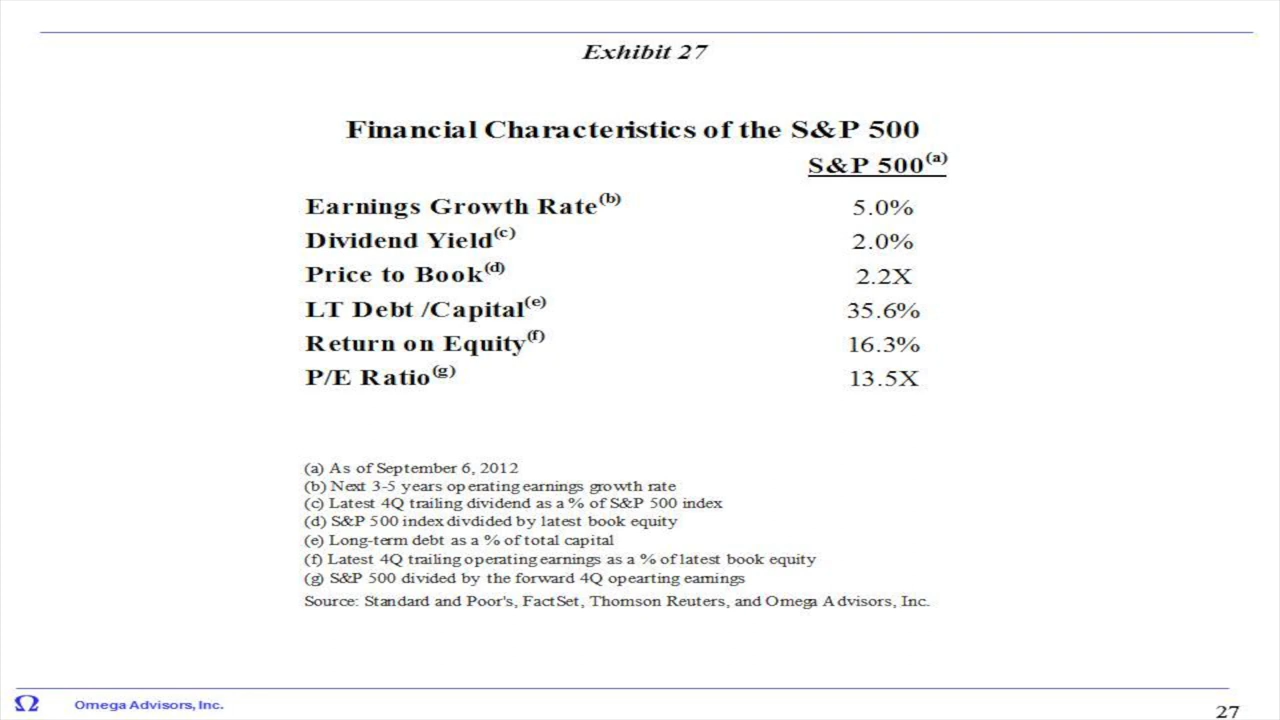 Exhibit 27
Financial Characteristics of the S&P 500
S&P 500(a)
Earnings Growth Rate(b) 5.0%
Dividend Yield(c) 2.0%
Price to Book(d) 2.2X
LT Debt /Capital(e) 35.6%
Return on Equity(f) 16.3%
P/E Ratio(g) 13.5X
(a) As of September 6, 2012
(b) Next 3-5 years operating earnings growth rate
(c) Latest 4Q trailing dividend as a % of S&P 500 index
(d) S&P 500 index divdided by latest book equity
(e) Long-term debt as a % of total capital
(f) Latest 4Q trailing operating earnings as a % of latest book equity
(g) S&P 500 divided by the forward 4Q opearting earnings
Source: Standard and Poor's, FactSet, Thomson Reuters, and Omega Advisors, Inc.
Ω Omega Advisors, Inc.
27